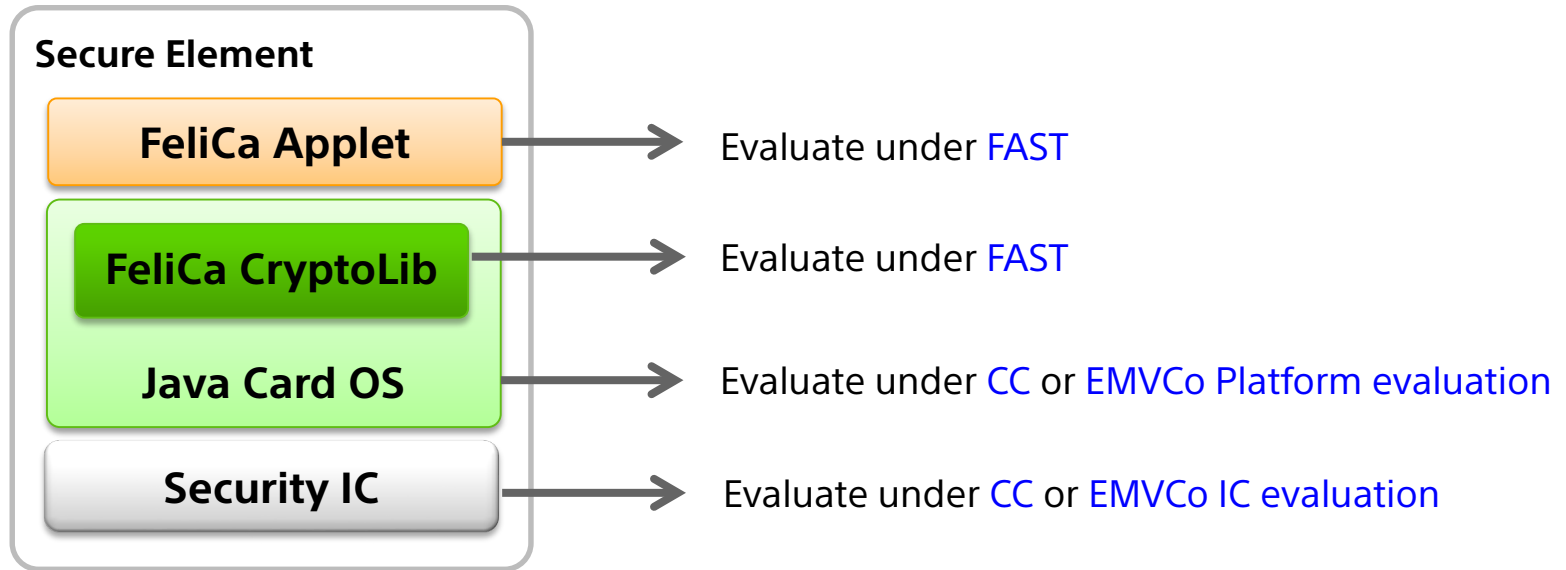 Secure Element
FeliCa Applet
Evaluate under FAST
FeliCa CryptoLib
Evaluate under FAST
Java Card OS
Evaluate under CC or EMVCo Platform evaluation
Security IC
Evaluate under CC or EMVCo IC evaluation